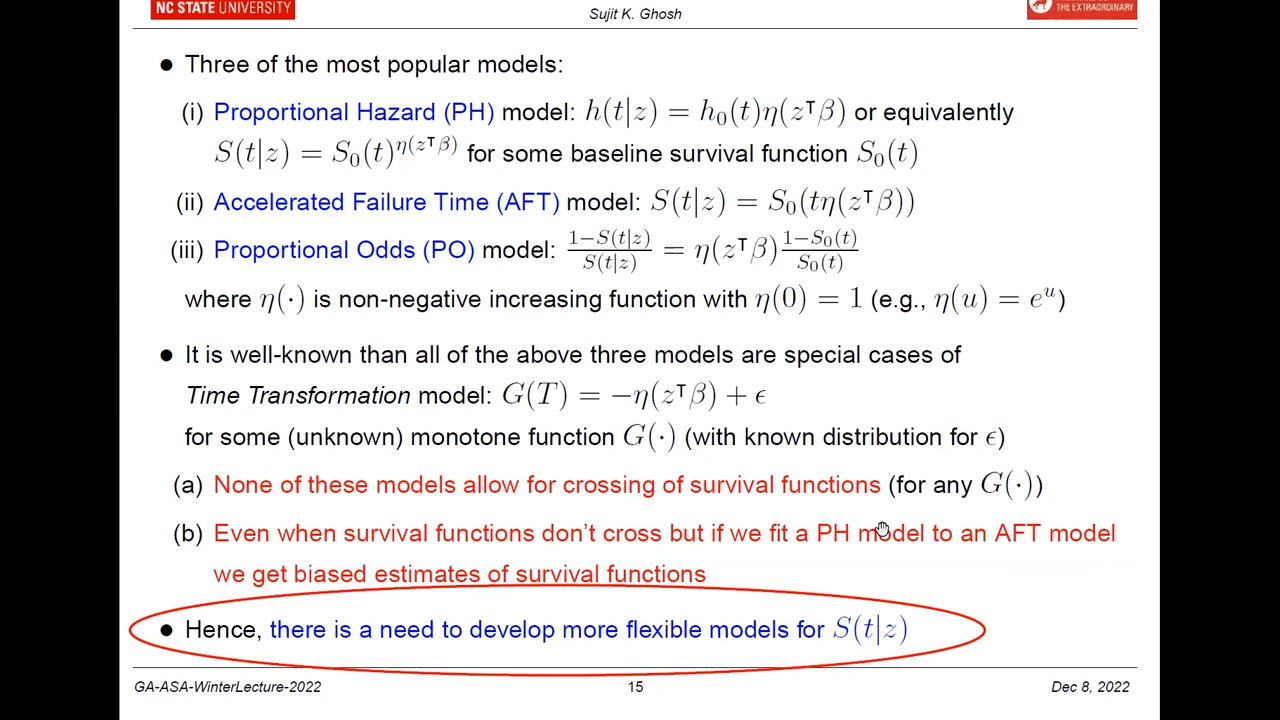 NC STATE UNIVERSITY
Sujit K. Ghosh
THE EXTRAORDINARY
● Three of the most popular models:
(i) Proportional Hazard (PH) model: h(t|z) = h₀(t)η(zᵀβ) or equivalently
S(t|z) = S₀(t)^{η(zᵀβ)} for some baseline survival function S₀(t)
(ii) Accelerated Failure Time (AFT) model: S(t|z) = S₀(tη(zᵀβ))
(iii) Proportional Odds (PO) model: \frac{1−S(t|z)}{S(t|z)} = η(zᵀβ)\frac{1−S₀(t)}{S₀(t)}
where η(·) is non-negative increasing function with η(0) = 1 (e.g., η(u) = eᵘ)
● It is well-known than all of the above three models are special cases of
Time Transformation model: G(T) = −η(zᵀβ) + ϵ
for some (unknown) monotone function G(·) (with known distribution for ϵ)
(a) None of these models allow for crossing of survival functions (for any G(·))
(b) Even when survival functions don't cross but if we fit a PH model to an AFT model
we get biased estimates of survival functions
● Hence, there is a need to develop more flexible models for S(t|z)
GA-ASA-WinterLecture-2022
15
Dec 8, 2022